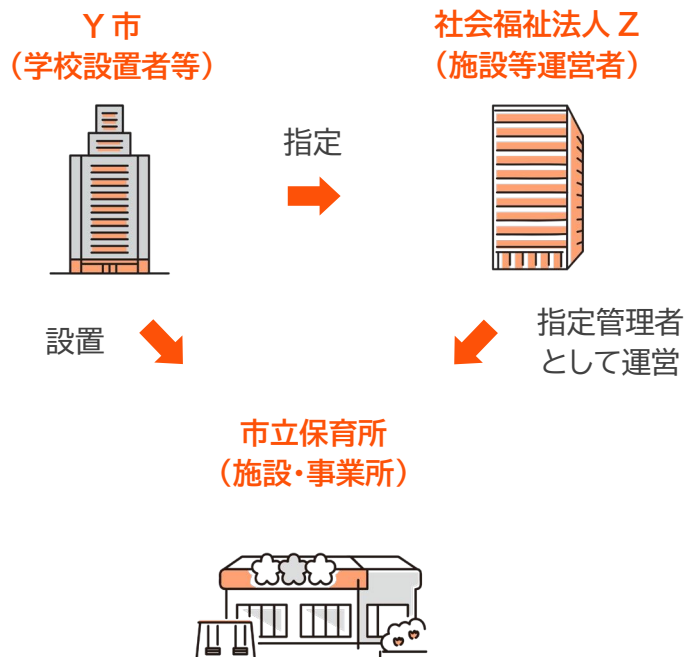 Y市
（学校設置者等）
社会福祉法人Z
（施設等運営者）
指定
設置
指定管理者
として運営
市立保育所
（施設・事業所）